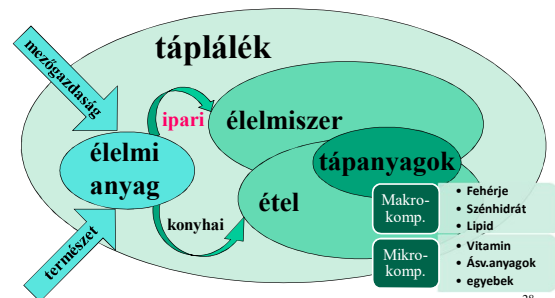 táplálék
mezőgazdaság
ipari
élelmiszer
élelmi
anyag
tápanyagok
étel
konyhai
természet
Makro-
komp.
• Fehérje
• Szénhidrát
• Lipid
Mikro-
komp.
• Vitamin
• Ásv.anyagok
• egyebek
28